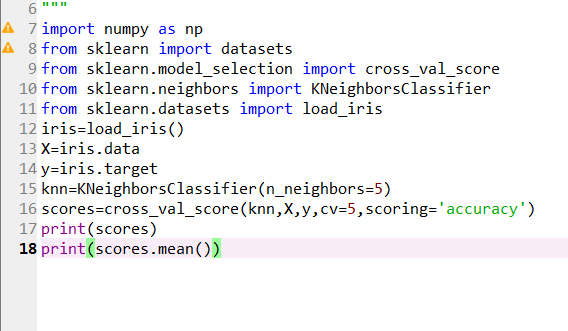 6 """
7 import numpy as np
8 from sklearn import datasets
9 from sklearn.model_selection import cross_val_score
10 from sklearn.neighbors import KNeighborsClassifier
11 from sklearn.datasets import load_iris
12 iris=load_iris()
13 X=iris.data
14 y=iris.target
15 knn=KNeighborsClassifier(n_neighbors=5)
16 scores=cross_val_score(knn,X,y,cv=5,scoring='accuracy')
17 print(scores)
18 print(scores.mean())